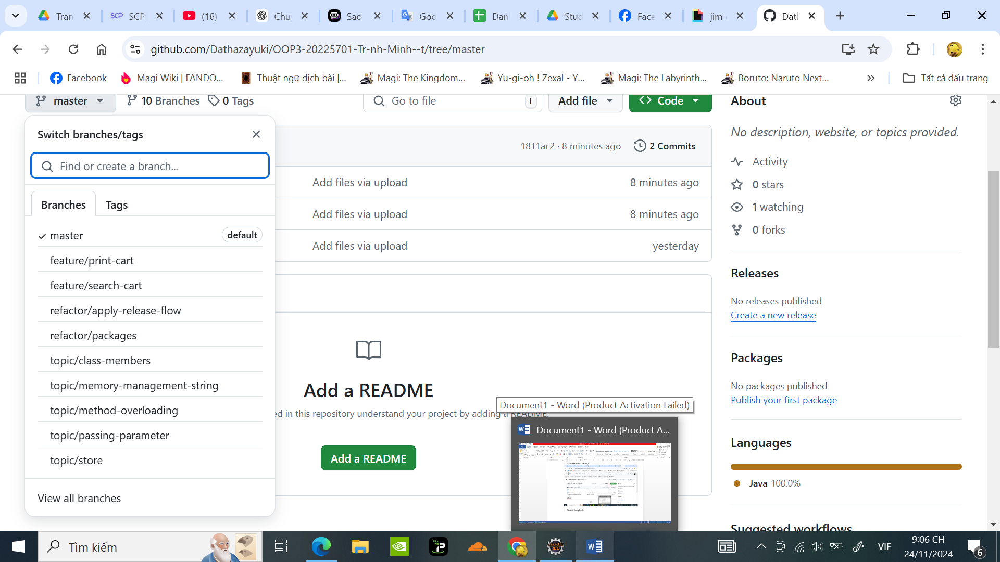 Tran
SCP
(16)
Chu
Sao
Goo
Dan
Stud
Face
jim
Dath
github.com/Dathazayuki/OOP3-20225701-Tr-nh-Minh--t/tree/master
Facebook
Magi Wiki | FANDO...
Thuật ngữ dịch bài |...
Magi: The Kingdom...
Yu-gi-oh ! Zexal - Y...
Magi: The Labyrinth...
Boruto: Naruto Next...
Tất cả dấu trang
master
10 Branches
0 Tags
Go to file
t
Add file
Code
About
Switch branches/tags
Find or create a branch...
Branches
Tags
master
default
feature/print-cart
feature/search-cart
refactor/apply-release-flow
refactor/packages
topic/class-members
topic/memory-management-string
topic/method-overloading
topic/passing-parameter
topic/store
View all branches
1811ac2 · 8 minutes ago
2 Commits
Add files via upload
8 minutes ago
Add files via upload
8 minutes ago
Add files via upload
yesterday
Add a README
ed in this repository understand your project by adding a README.
Add a README
Document1 - Word (Product Activation Failed)
Document1 - Word (Product A...
No description, website, or topics provided.
Activity
0 stars
1 watching
0 forks
Releases
No releases published
Create a new release
Packages
No packages published
Publish your first package
Languages
Java 100.0%
Suggested workflows
Tìm kiếm
VIE
9:06 CH
24/11/2024
6